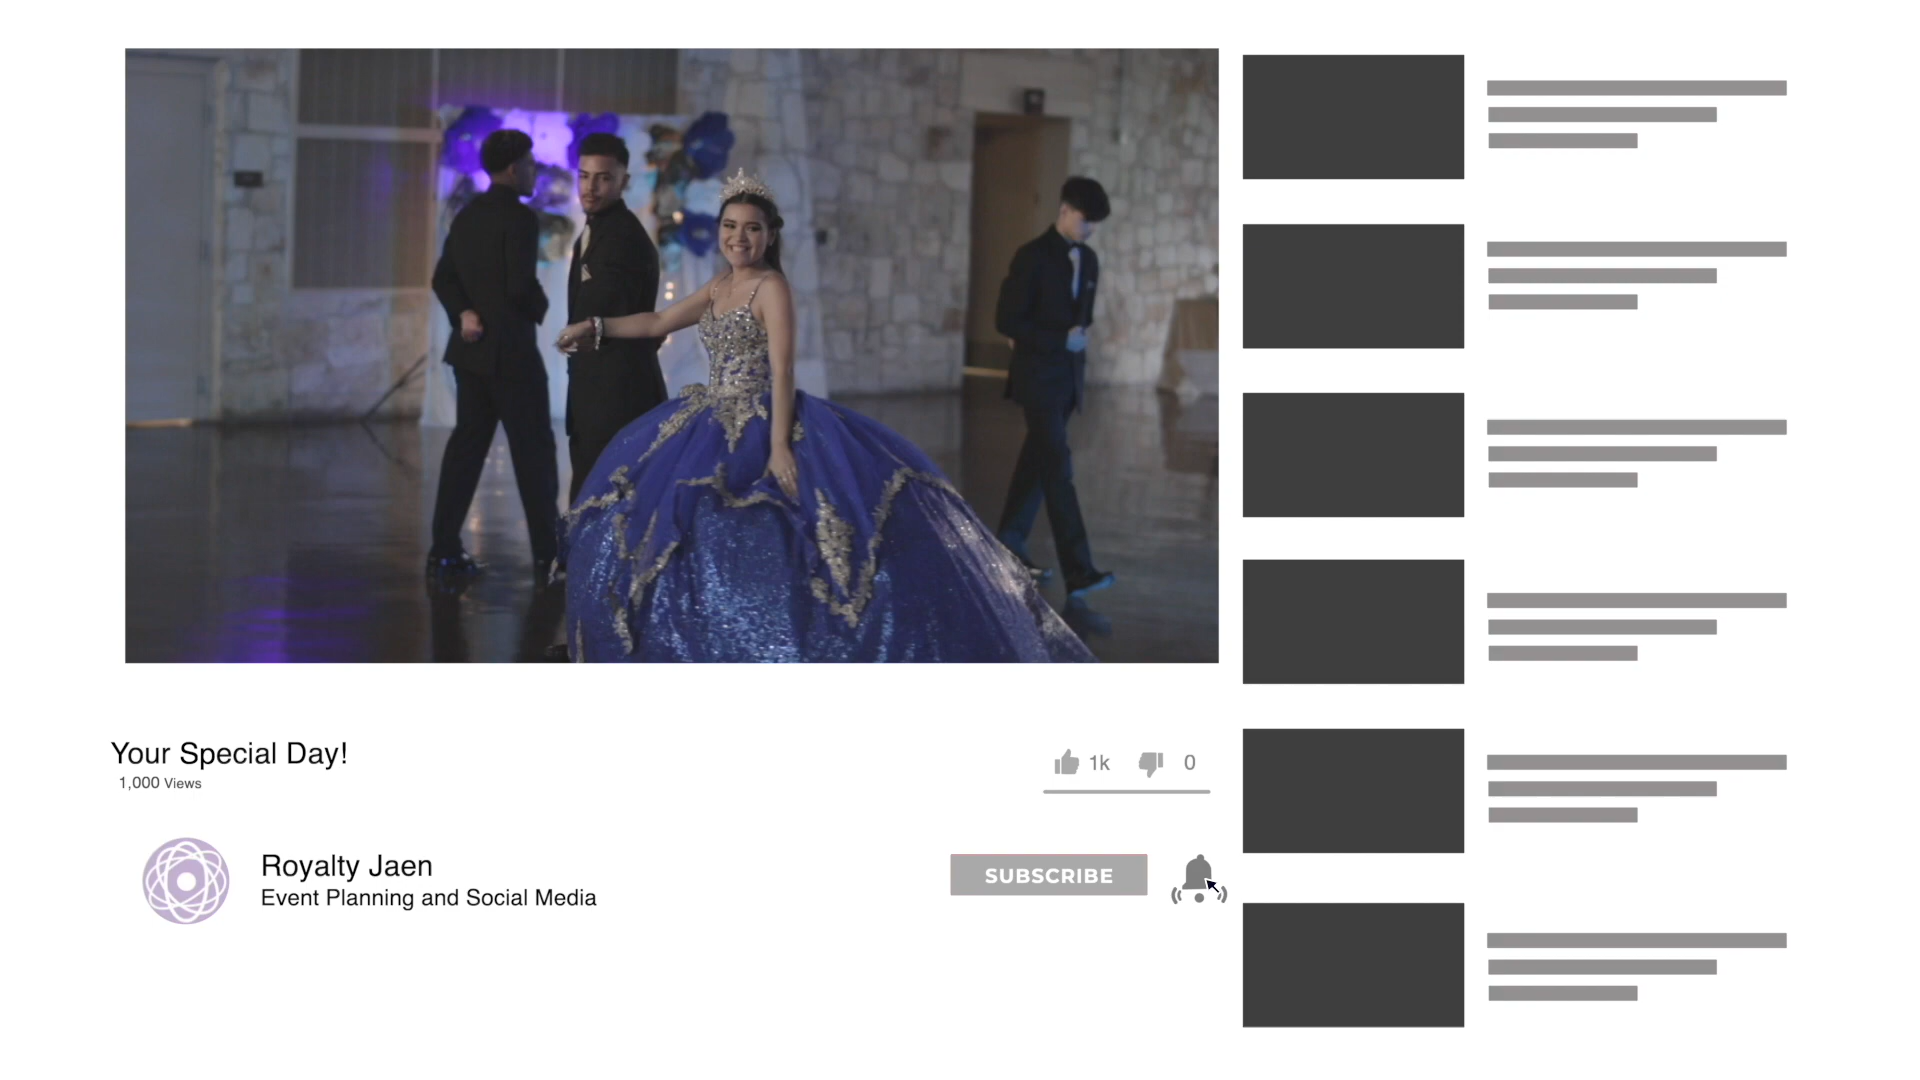 Your Special Day!
1,000 Views
1k
0
Royalty Jaen
Event Planning and Social Media
SUBSCRIBE